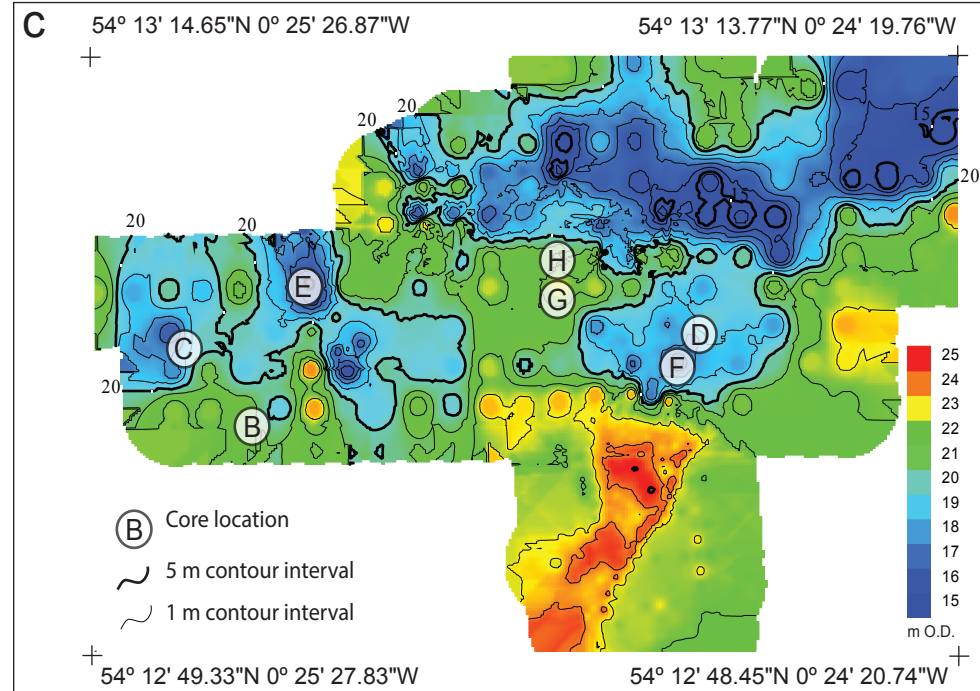 C
54º 13' 14.65"N 0º 25' 26.87"W
54º 13' 13.77"N 0º 24' 19.76"W
20
20
15
15
20
20
20
H
E
G
D
C
F
20
B
25
24
23
22
21
20
19
18
17
16
15
m O.D.
B Core location
5 m contour interval
1 m contour interval
54º 12' 49.33"N 0º 25' 27.83"W
54º 12' 48.45"N 0º 24' 20.74"W